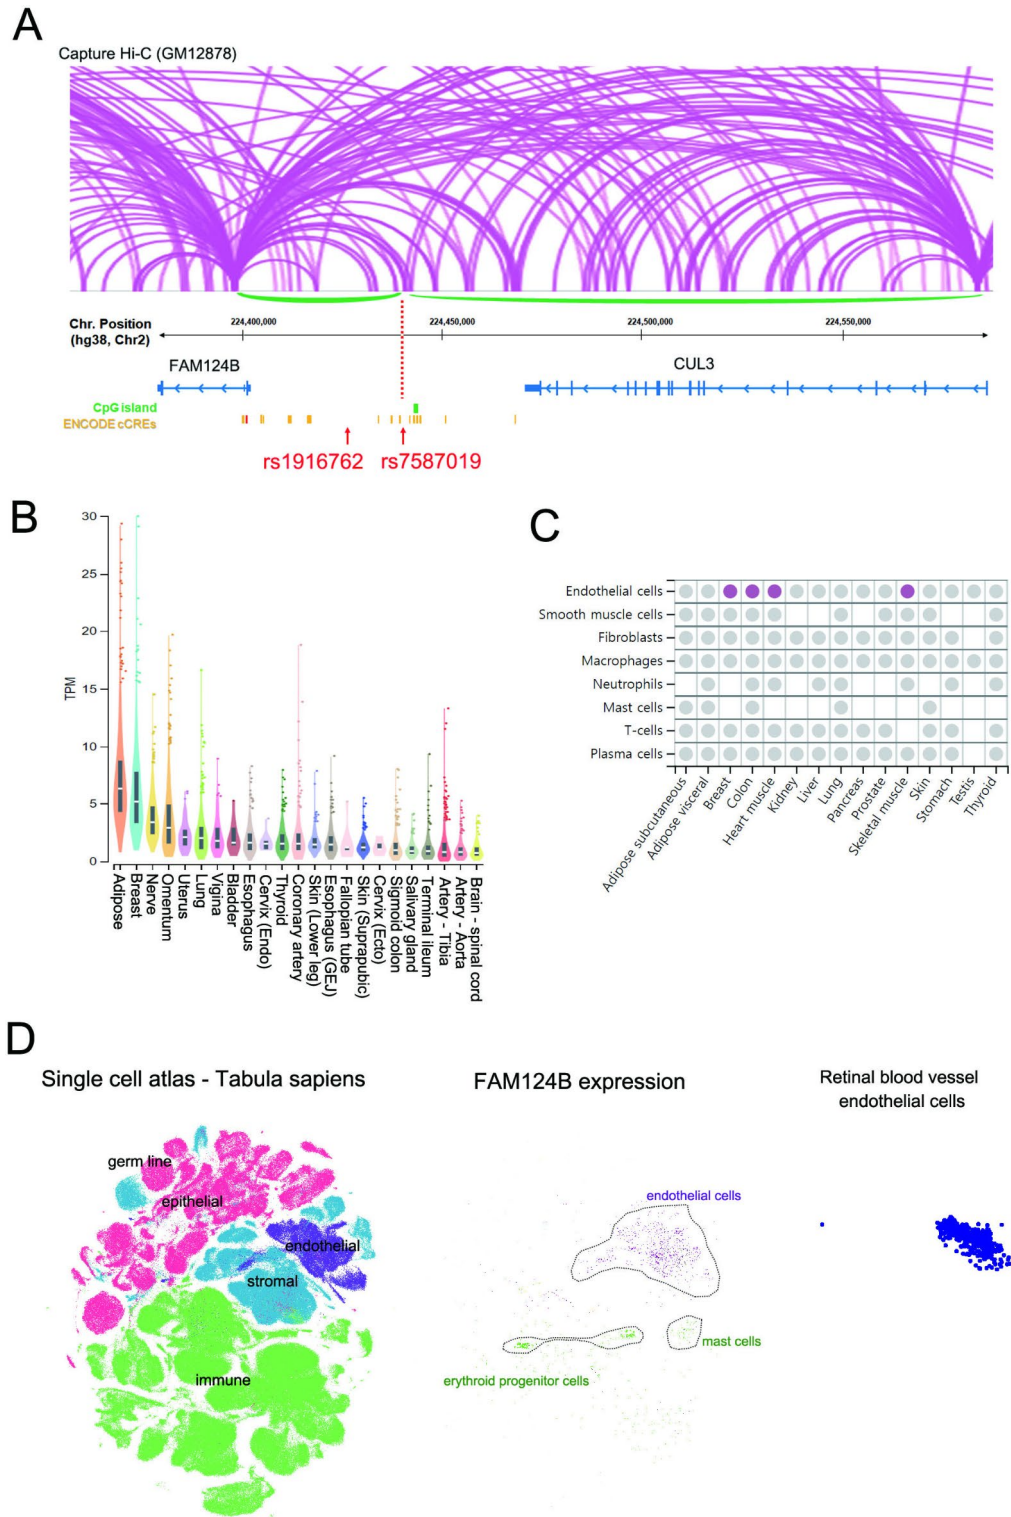 A
Capture Hi-C (GM12878)
Chr. Position
(hg38, Chr2)
224,400,000
224,450,000
224,500,000
224,550,000
FAM124B
CUL3
CpG island
ENCODE cCREs
rs1916762
rs7587019
B
TPM
30
25
20
15
10
5
0
Adipose
Breast
Nerve
Omentum
Uterus
Lung
Vagina
Bladder
Esophagus
Cervix (Endo)
Thyroid
Coronary artery
Skin (Lower leg)
Esophagus (GEJ)
Fallopian tube
Skin (Suprapubic)
Cervix (Ecto)
Sigmoid colon
Salivary gland
Terminal ileum
Artery - Tibia
Artery - Aorta
Brain - spinal cord
C
Endothelial cells
Smooth muscle cells
Fibroblasts
Macrophages
Neutrophils
Mast cells
T-cells
Plasma cells
Adipose subcutaneous
Adipose visceral
Breast
Colon
Heart muscle
Kidney
Liver
Lung
Pancreas
Prostate
Skeletal muscle
Skin
Stomach
Testis
Thyroid
D
Single cell atlas - Tabula sapiens
germ line
epithelial
endothelial
stromal
immune
FAM124B expression
endothelial cells
mast cells
erythroid progenitor cells
Retinal blood vessel
endothelial cells